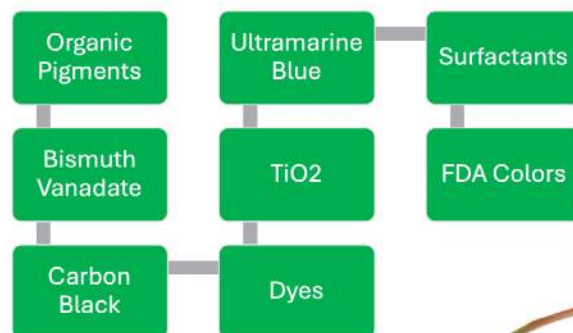 Organic
Pigments
Bismuth
Vanadate
Carbon
Black
Dyes
TiO2
Ultramarine
Blue
Surfactants
FDA Colors